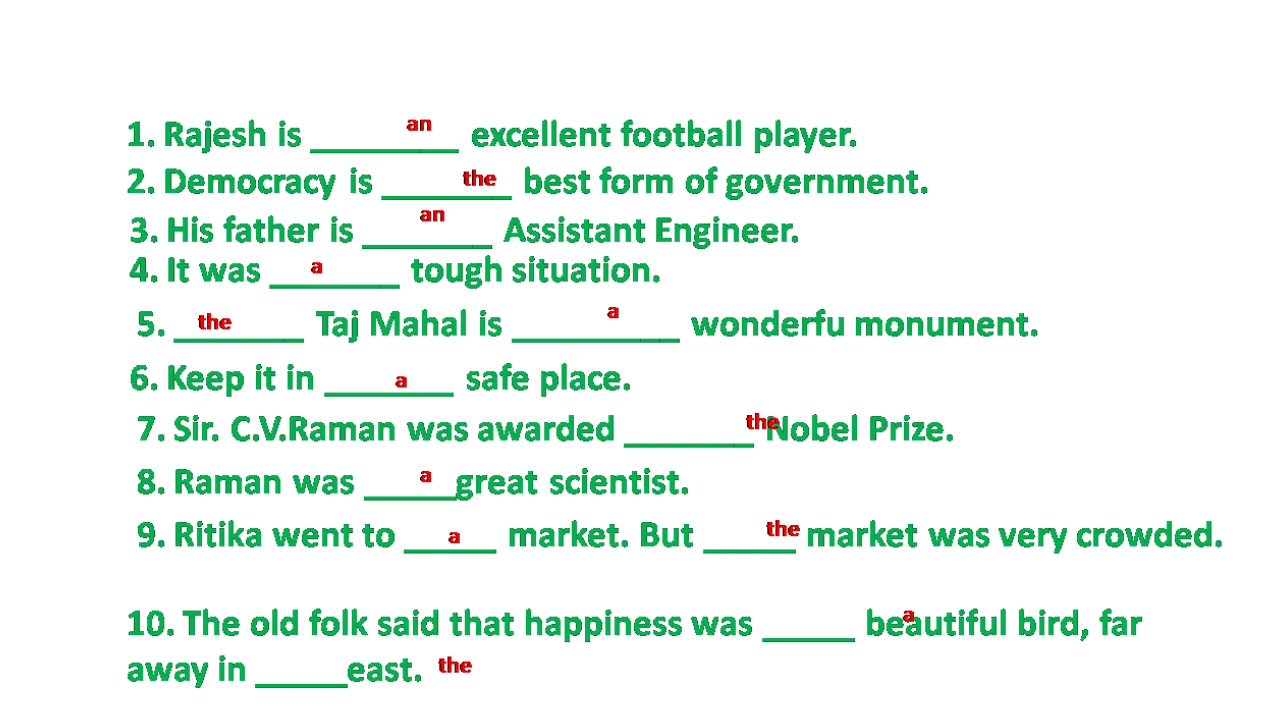 1. Rajesh is ________ an excellent football player.
2. Democracy is _______ the best form of government.
3. His father is _______ an Assistant Engineer.
4. It was _______ a tough situation.
5. _______ the Taj Mahal is _________ a wonderfu monument.
6. Keep it in _______ a safe place.
7. Sir. C.V.Raman was awarded _______ the Nobel Prize.
8. Raman was _____ a great scientist.
9. Ritika went to _____ a market. But _____ the market was very crowded.
10. The old folk said that happiness was _____ a beautiful bird, far
away in _____east. the